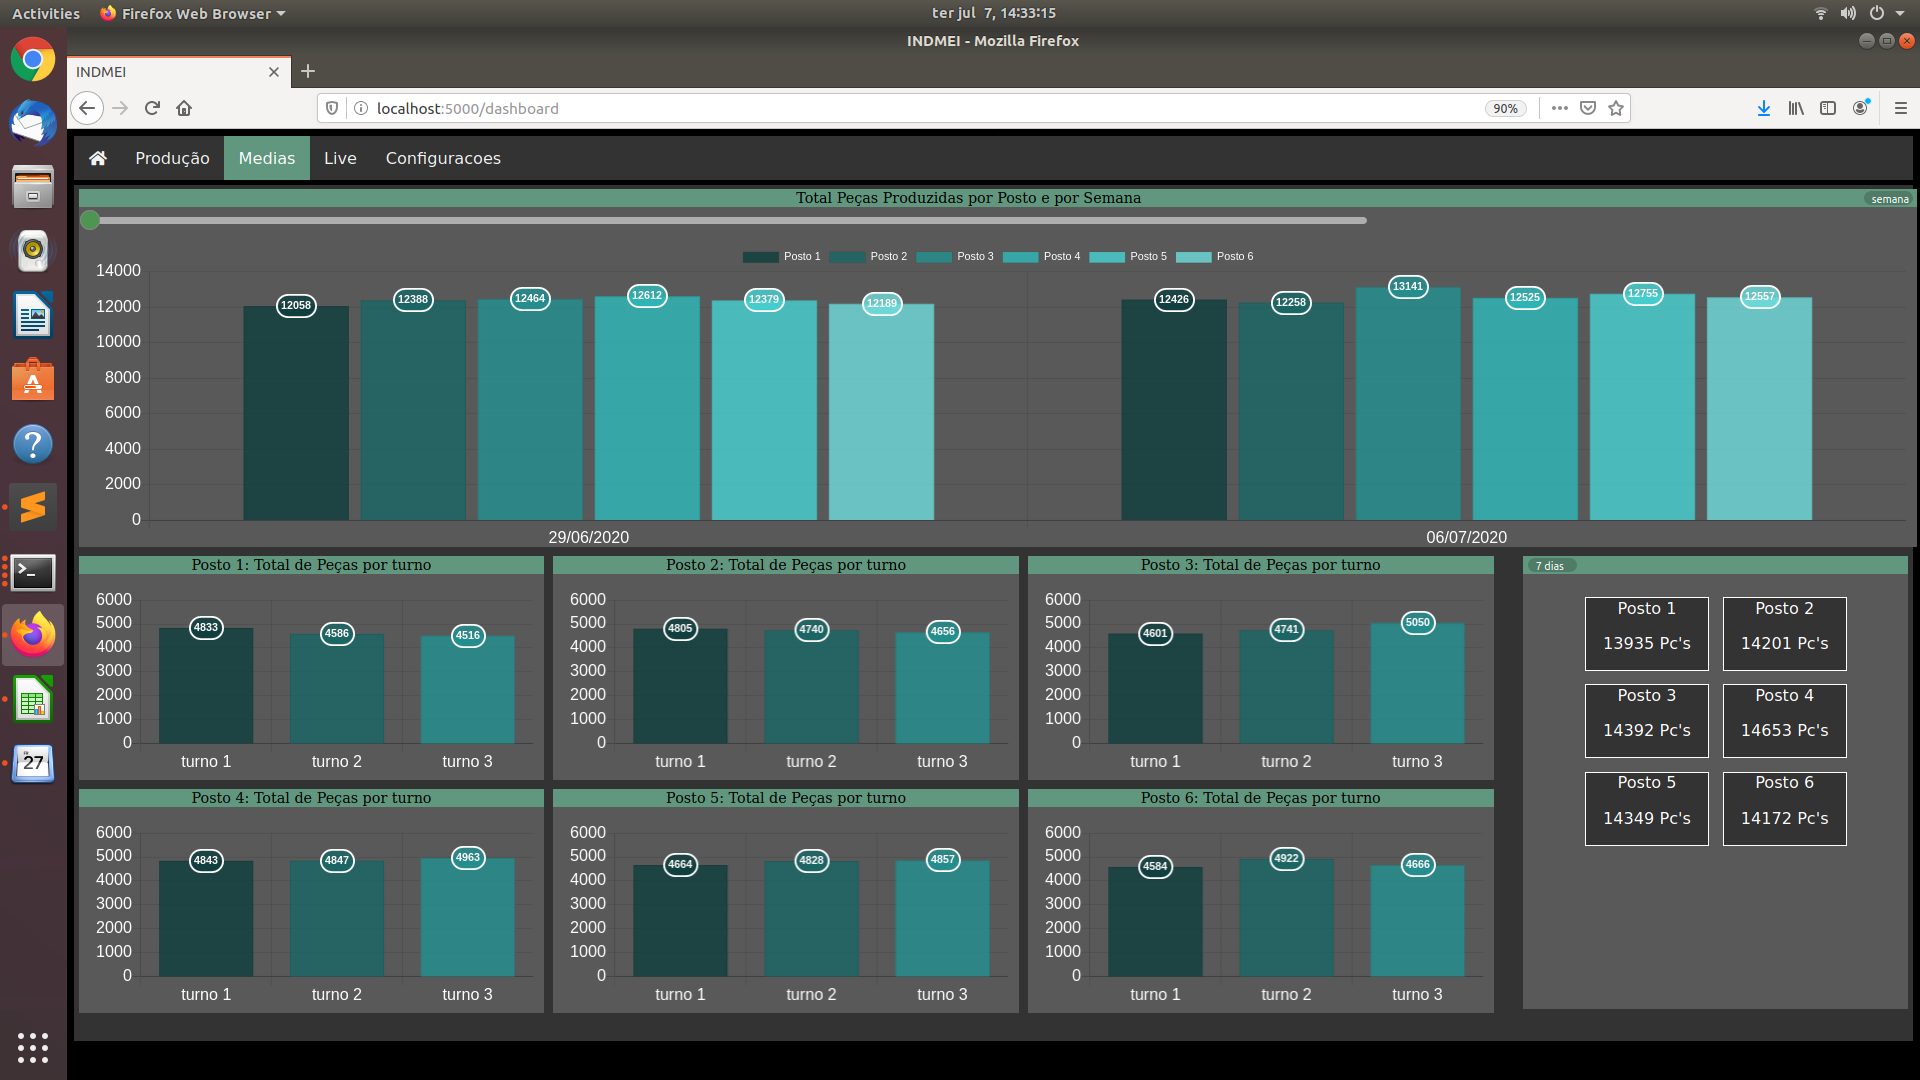 Activities Firefox Web Browser ter jul 7, 14:33:15
INDMEI - Mozilla Firefox
INDMEI
localhost:5000/dashboard 90%
Produção Medias Live Configuracoes
Total Peças Produzidas por Posto e por Semana semana
Posto 1 Posto 2 Posto 3 Posto 4 Posto 5 Posto 6
14000
12000
10000
8000
6000
4000
2000
0
12058 12388 12464 12612 12379 12189 12426 12258 13141 12525 12755 12557
29/06/2020 06/07/2020
Posto 1: Total de Peças por turno
6000
5000
4000
3000
2000
1000
0
4833 4586 4516
turno 1 turno 2 turno 3
Posto 2: Total de Peças por turno
6000
5000
4000
3000
2000
1000
0
4805 4740 4656
turno 1 turno 2 turno 3
Posto 3: Total de Peças por turno
6000
5000
4000
3000
2000
1000
0
4601 4741 5050
turno 1 turno 2 turno 3
7 dias
Posto 1 Posto 2
13935 Pc's 14201 Pc's
Posto 3 Posto 4
14392 Pc's 14653 Pc's
Posto 5 Posto 6
14349 Pc's 14172 Pc's
Posto 4: Total de Peças por turno
6000
5000
4000
3000
2000
1000
0
4843 4847 4963
turno 1 turno 2 turno 3
Posto 5: Total de Peças por turno
6000
5000
4000
3000
2000
1000
0
4664 4828 4857
turno 1 turno 2 turno 3
Posto 6: Total de Peças por turno
6000
5000
4000
3000
2000
1000
0
4584 4922 4666
turno 1 turno 2 turno 3
27